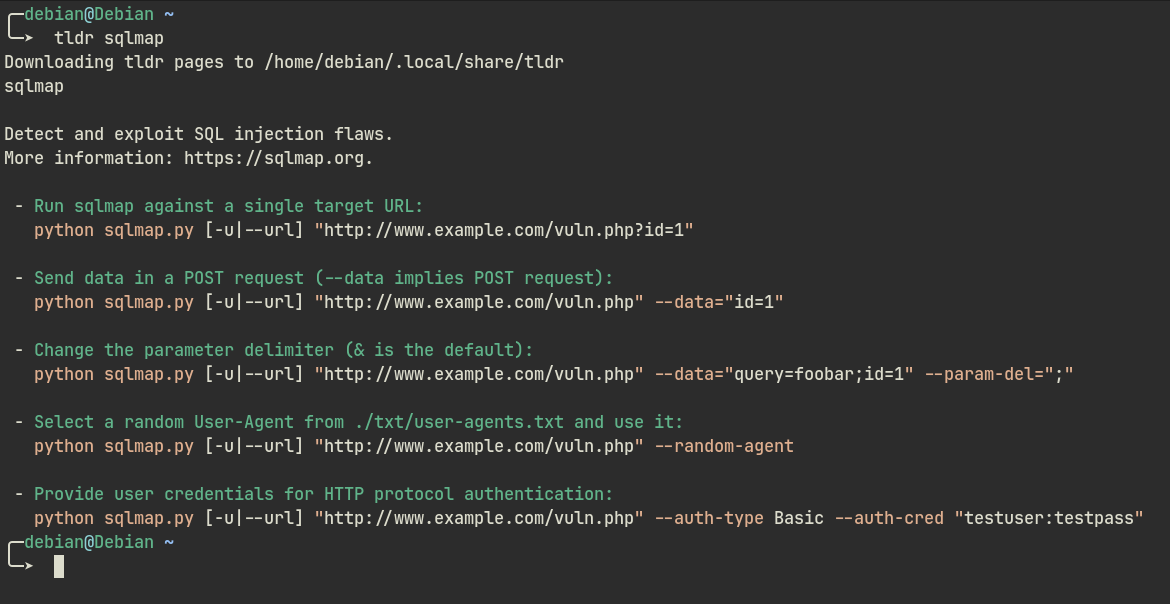 debian@Debian ~
tldr sqlmap
Downloading tldr pages to /home/debian/.local/share/tldr
sqlmap
Detect and exploit SQL injection flaws.
More information: https://sqlmap.org.
- Run sqlmap against a single target URL:
python sqlmap.py [-u|--url] "http://www.example.com/vuln.php?id=1"
- Send data in a POST request (--data implies POST request):
python sqlmap.py [-u|--url] "http://www.example.com/vuln.php" --data="id=1"
- Change the parameter delimiter (& is the default):
python sqlmap.py [-u|--url] "http://www.example.com/vuln.php" --data="query=foobar;id=1" --param-del=";"
- Select a random User-Agent from ./txt/user-agents.txt and use it:
python sqlmap.py [-u|--url] "http://www.example.com/vuln.php" --random-agent
- Provide user credentials for HTTP protocol authentication:
python sqlmap.py [-u|--url] "http://www.example.com/vuln.php" --auth-type Basic --auth-cred "testuser:testpass"
debian@Debian ~